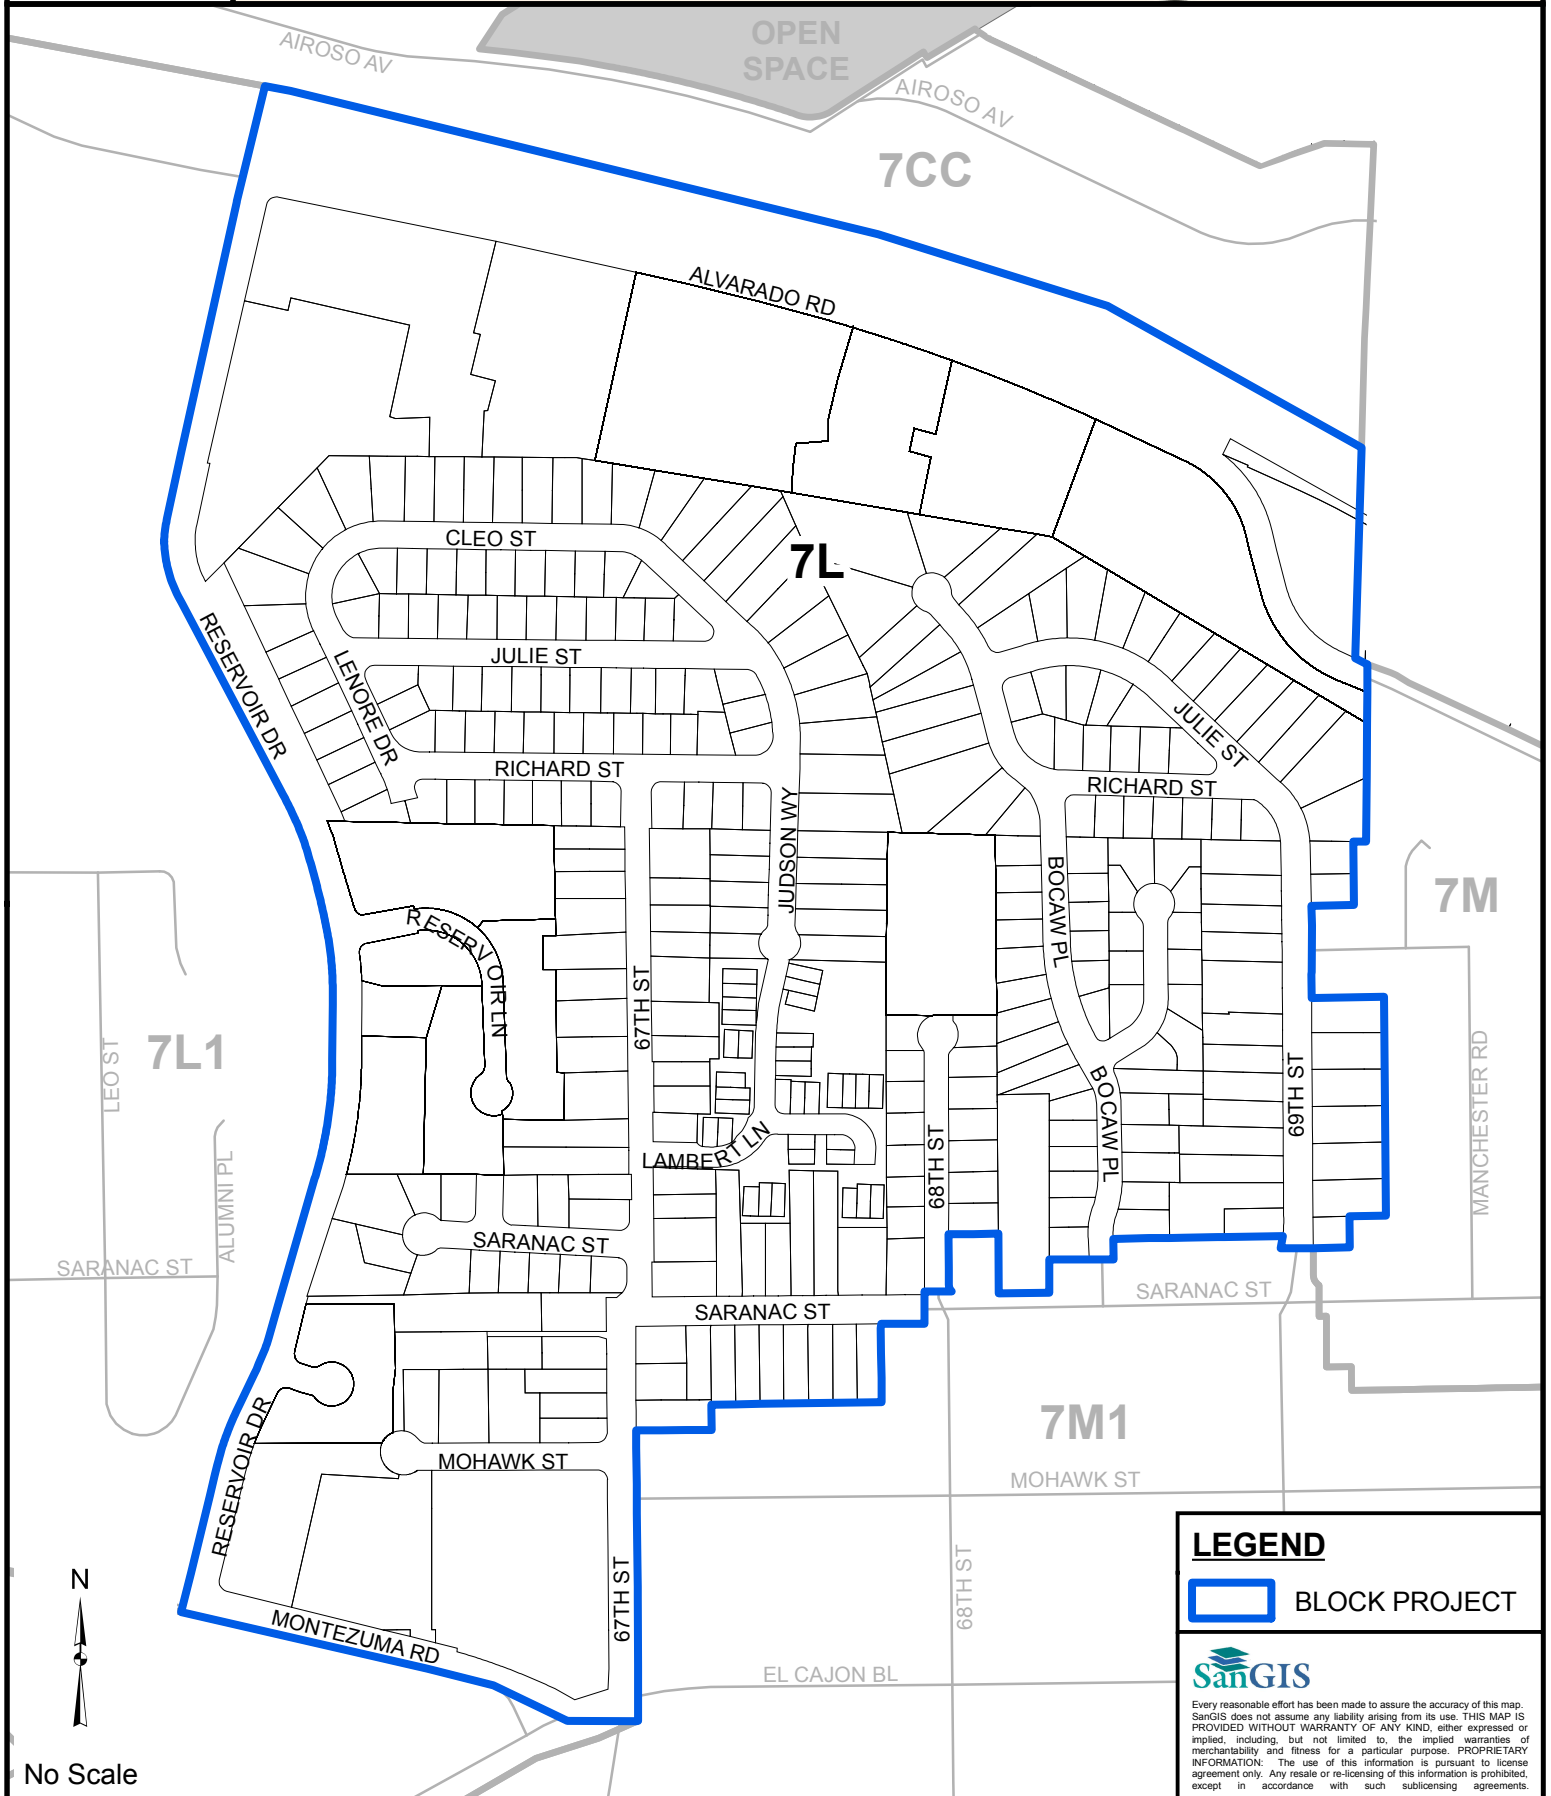 OPEN
SPACE
AIROSO AV
AIROSO AV
7CC
ALVARADO RD
CLEO ST
7L
RESERVOIR DR
LENORE DR
JULIE ST
JULIE ST
RICHARD ST
RICHARD ST
JUDSON WY
BOCAW PL
7M
RESERVOIR LN
67TH ST
7L1
LEO ST
69TH ST
MANCHESTER RD
BOCAW PL
68TH ST
LAMBERT LN
ALUMNI PL
SARANAC ST
SARANAC ST
SARANAC ST
SARANAC ST
RESERVOIR DR
7M1
MOHAWK ST
MOHAWK ST
67TH ST
68TH ST
MONTEZUMA RD
EL CAJON BL
N
No Scale
LEGEND
BLOCK PROJECT
SanGIS
Every reasonable effort has been made to assure the accuracy of this map.
SanGIS does not assume any liability arising from its use. THIS MAP IS
PROVIDED WITHOUT WARRANTY OF ANY KIND, either expressed or
implied, including, but not limited to, the implied warranties of
merchantability and fitness for a particular purpose. PROPRIETARY
INFORMATION: The use of this information is pursuant to license
agreement only. Any resale or re-licensing of this information is prohibited,
except in accordance with such sublicensing agreements.